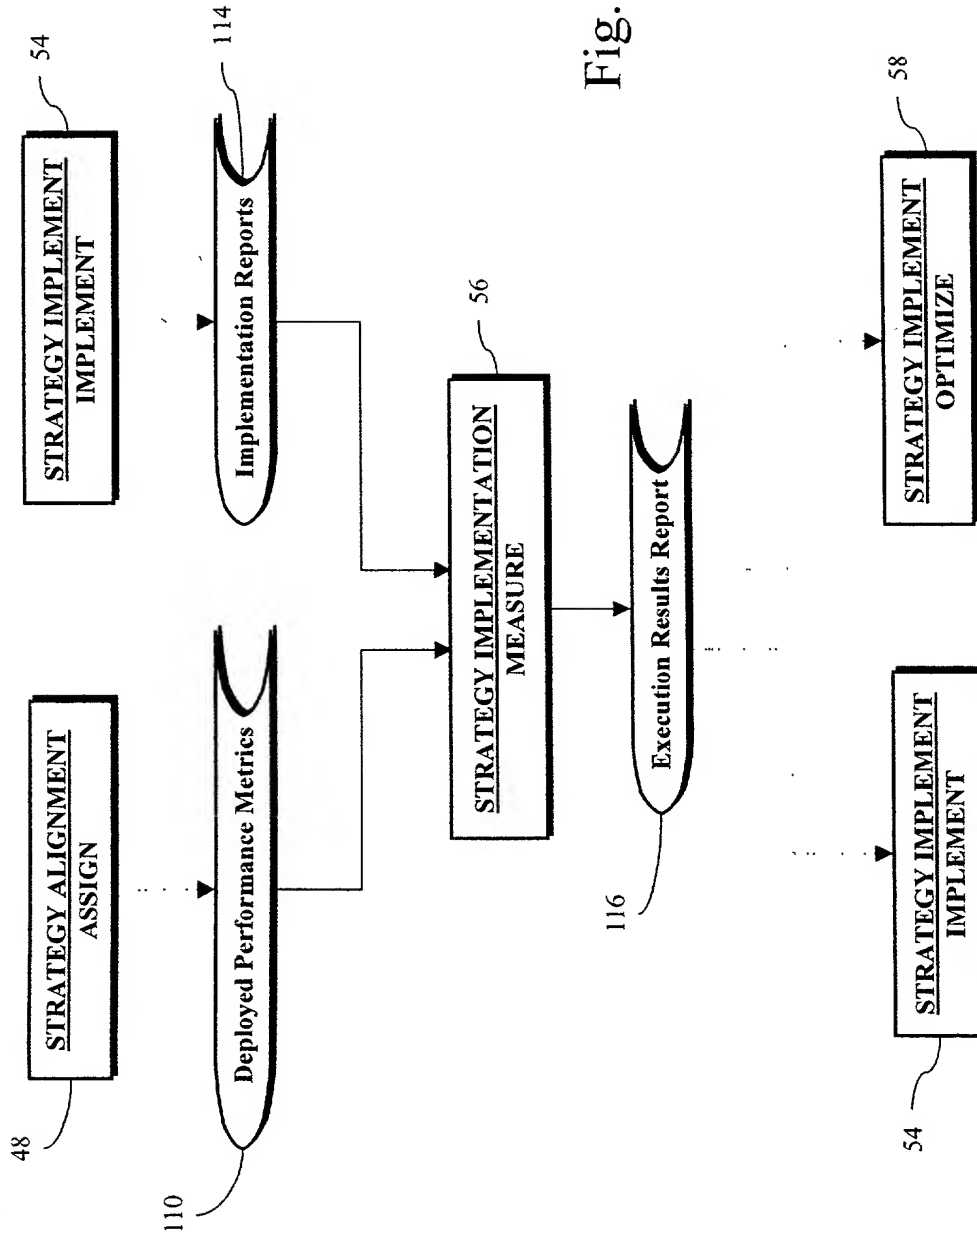 48
STRATEGY ALIGNMENT
ASSIGN
54
STRATEGY IMPLEMENT
IMPLEMENT
110
Deployed Performance Metrics
114
Implementation Reports
56
STRATEGY IMPLEMENTATION
MEASURE
Fig.
116
Execution Results Report
54
STRATEGY IMPLEMENT
IMPLEMENT
58
STRATEGY IMPLEMENT
OPTIMIZE